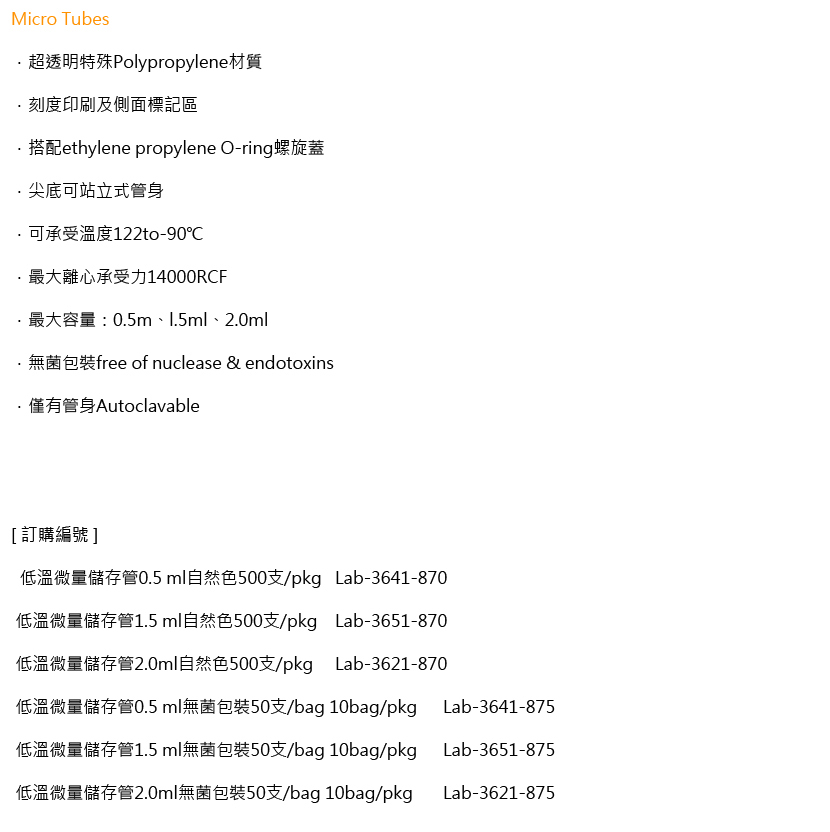 Micro Tubes
．超透明特殊Polypropylene材質
．刻度印刷及側面標記區
．搭配ethylene propylene O-ring螺旋蓋
．尖底可站立式管身
．可承受溫度122to-90℃
．最大離心承受力14000RCF
．最大容量：0.5m、l.5ml、2.0ml
．無菌包裝free of nuclease & endotoxins
．僅有管身Autoclavable
[ 訂購編號 ]
低溫微量儲存管0.5 ml自然色500支/pkg Lab-3641-870
低溫微量儲存管1.5 ml自然色500支/pkg Lab-3651-870
低溫微量儲存管2.0ml自然色500支/pkg Lab-3621-870
低溫微量儲存管0.5 ml無菌包裝50支/bag 10bag/pkg Lab-3641-875
低溫微量儲存管1.5 ml無菌包裝50支/bag 10bag/pkg Lab-3651-875
低溫微量儲存管2.0ml無菌包裝50支/bag 10bag/pkg Lab-3621-875